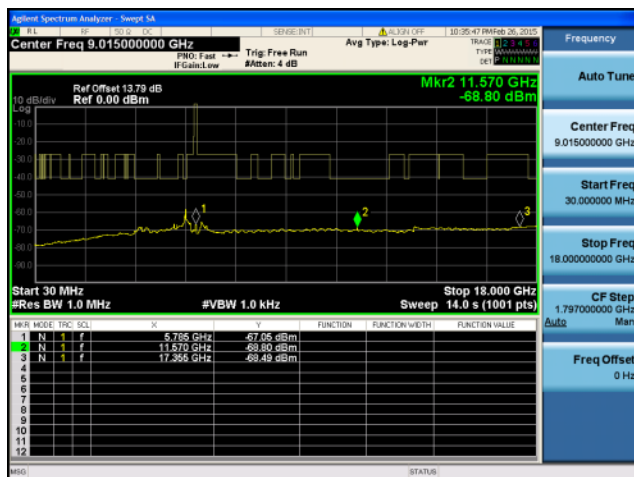 Agilent Spectrum Analyzer - Swept SA
RL RF 50 Ω DC SENSE:INT ALIGN OFF 10:35:47 PM Feb 26, 2015
Center Freq 9.015000000 GHz
PNO: Fast
IFGain:Low
Trig: Free Run
#Atten: 4 dB
Avg Type: Log-Pwr
TRACE 1 2 3 4 5 6
TYPE
DET P N N N N N
Ref Offset 13.79 dB
Ref 0.00 dBm
10 dB/div
Log
Mkr2 11.570 GHz
-68.80 dBm
-10.0
-20.0
-30.0
-40.0
-50.0
-60.0
-70.0
-80.0
-90.0
1
2
3
Start 30 MHz
Stop 18.000 GHz
#Res BW 1.0 MHz #VBW 1.0 kHz Sweep 14.0 s (1001 pts)
MKR MODE TRC SCL X Y FUNCTION FUNCTION WIDTH FUNCTION VALUE
1 N 1 f 5.785 GHz -67.05 dBm
2 N 1 f 11.570 GHz -68.80 dBm
3 N 1 f 17.355 GHz -68.49 dBm
4
5
6
7
8
9
10
11
12
MSG STATUS
Frequency
Auto Tune
Center Freq
9.015000000 GHz
Start Freq
30.000000 MHz
Stop Freq
18.000000000 GHz
CF Step
1.797000000 GHz
Auto Man
Freq Offset
0 Hz